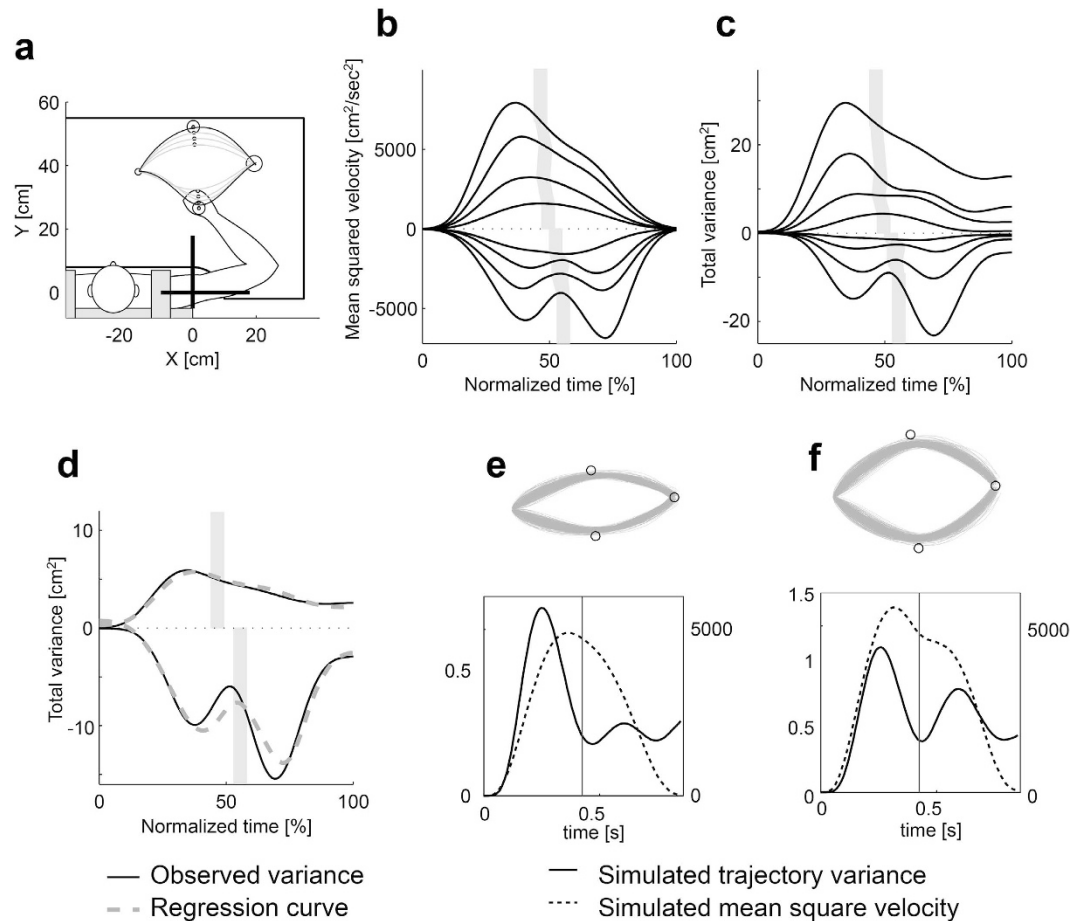 a
Y [cm]
60
40
20
0
-20
0
20
X [cm]
b
Mean squared velocity [cm²/sec²]
5000
0
-5000
0
50
100
Normalized time [%]
c
Total variance [cm²]
20
0
-20
0
50
100
Normalized time [%]
d
Total variance [cm²]
10
0
-10
0
50
100
Normalized time [%]
e
0.5
0
5000
0
0
0.5
time [s]
f
1.5
1
0.5
0
5000
0
0
0.5
time [s]
Observed variance
Regression curve
Simulated trajectory variance
Simulated mean square velocity